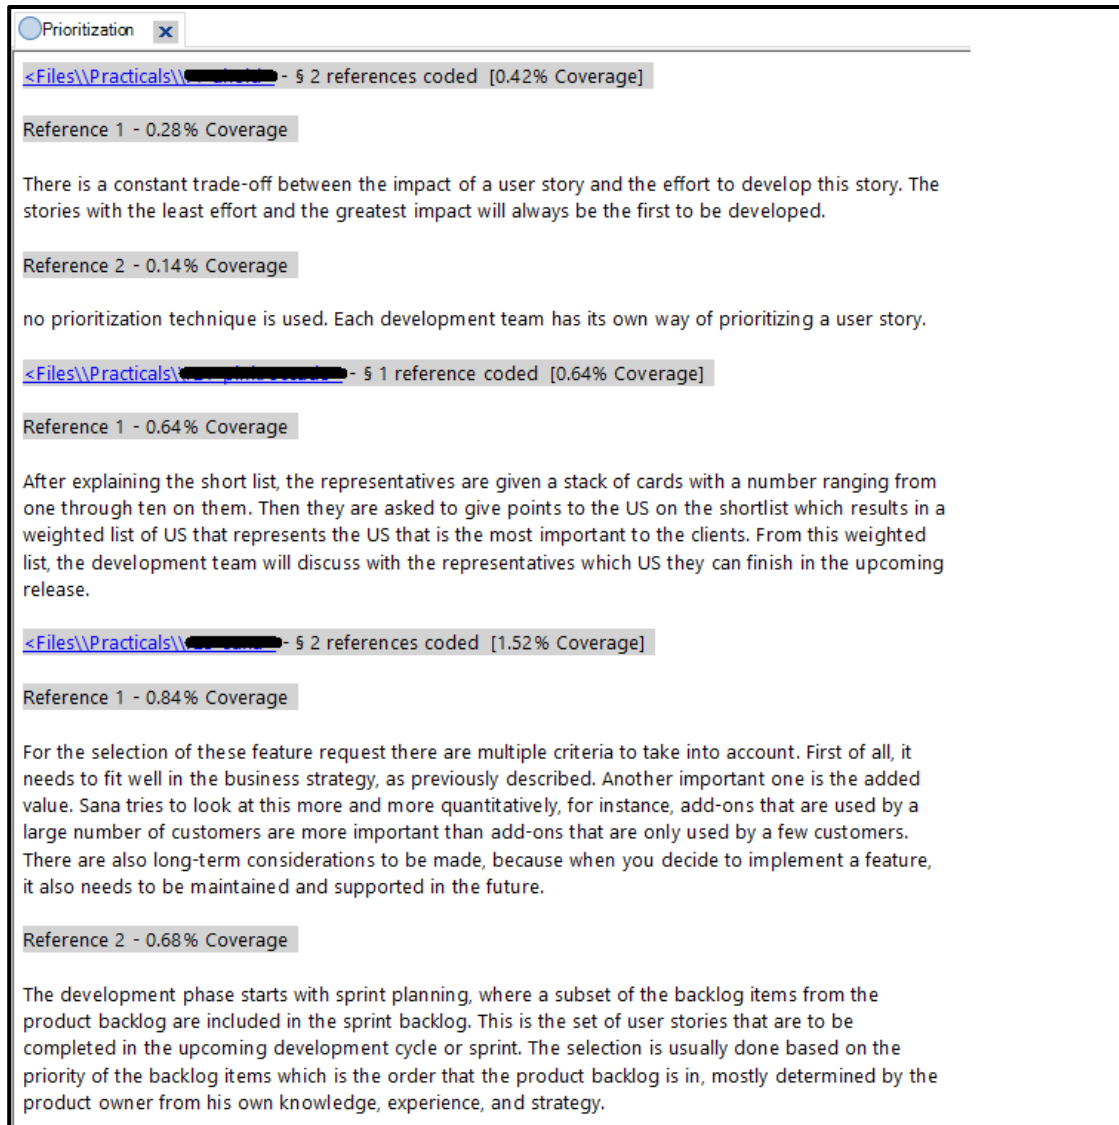 Prioritization x
<Files\\Practicals\\ - § 2 references coded [0.42% Coverage]
Reference 1 - 0.28% Coverage
There is a constant trade-off between the impact of a user story and the effort to develop this story. The
stories with the least effort and the greatest impact will always be the first to be developed.
Reference 2 - 0.14% Coverage
no prioritization technique is used. Each development team has its own way of prioritizing a user story.
<Files\\Practicals\ - § 1 reference coded [0.64% Coverage]
Reference 1 - 0.64% Coverage
After explaining the short list, the representatives are given a stack of cards with a number ranging from
one through ten on them. Then they are asked to give points to the US on the shortlist which results in a
weighted list of US that represents the US that is the most important to the clients. From this weighted
list, the development team will discuss with the representatives which US they can finish in the upcoming
release.
<Files\\Practicals\\ - § 2 references coded [1.52% Coverage]
Reference 1 - 0.84% Coverage
For the selection of these feature request there are multiple criteria to take into account. First of all, it
needs to fit well in the business strategy, as previously described. Another important one is the added
value. Sana tries to look at this more and more quantitatively, for instance, add-ons that are used by a
large number of customers are more important than add-ons that are only used by a few customers.
There are also long-term considerations to be made, because when you decide to implement a feature,
it also needs to be maintained and supported in the future.
Reference 2 - 0.68% Coverage
The development phase starts with sprint planning, where a subset of the backlog items from the
product backlog are included in the sprint backlog. This is the set of user stories that are to be
completed in the upcoming development cycle or sprint. The selection is usually done based on the
priority of the backlog items which is the order that the product backlog is in, mostly determined by the
product owner from his own knowledge, experience, and strategy.